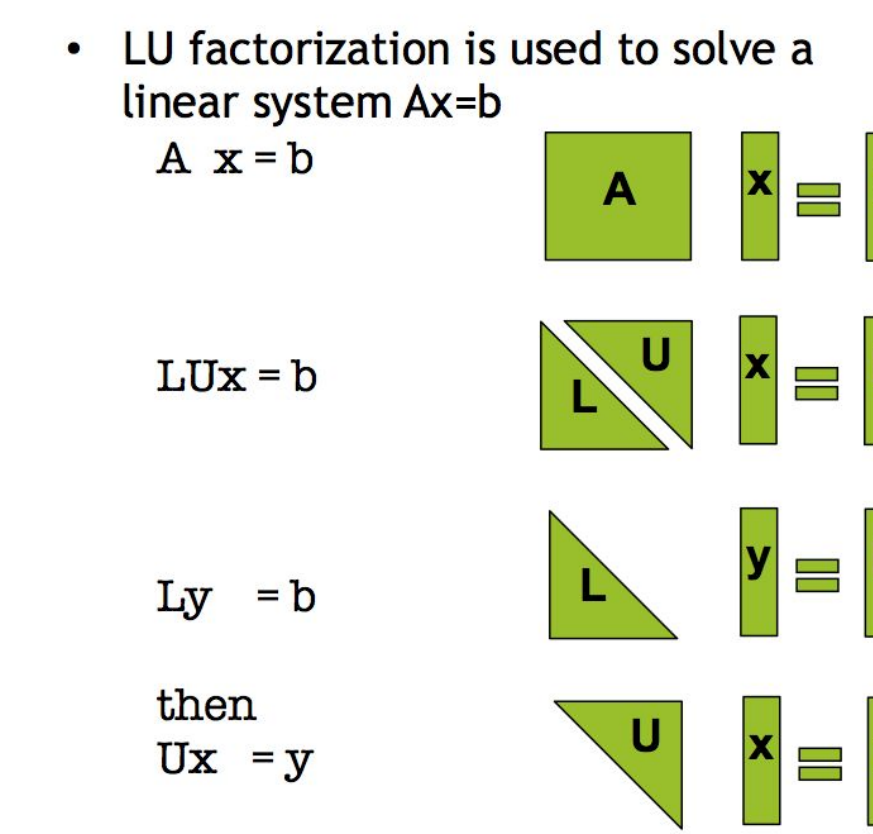 • LU factorization is used to solve a
linear system Ax=b
A x = b
A x =
LUx = b
L U x =
Ly = b
L y =
then
Ux = y
U x =